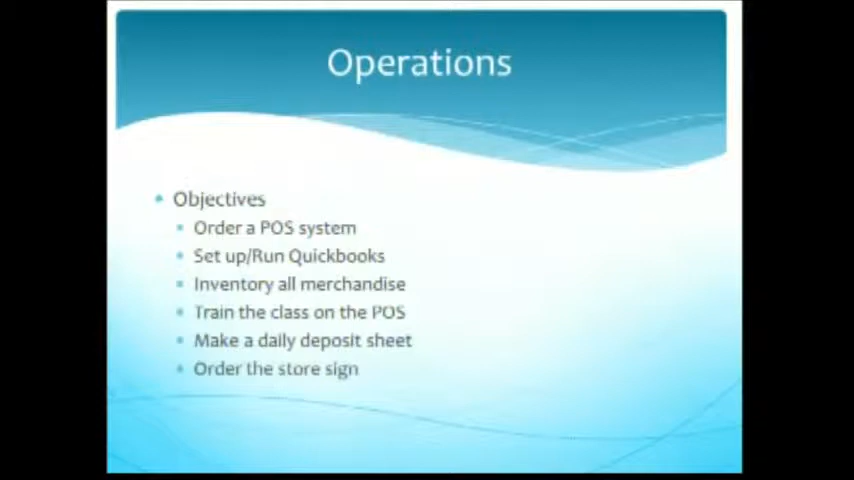 Operations
Objectives
Order a POS system
Set up/Run Quickbooks
Inventory all merchandise
Train the class on the POS
Make a daily deposit sheet
Order the store sign